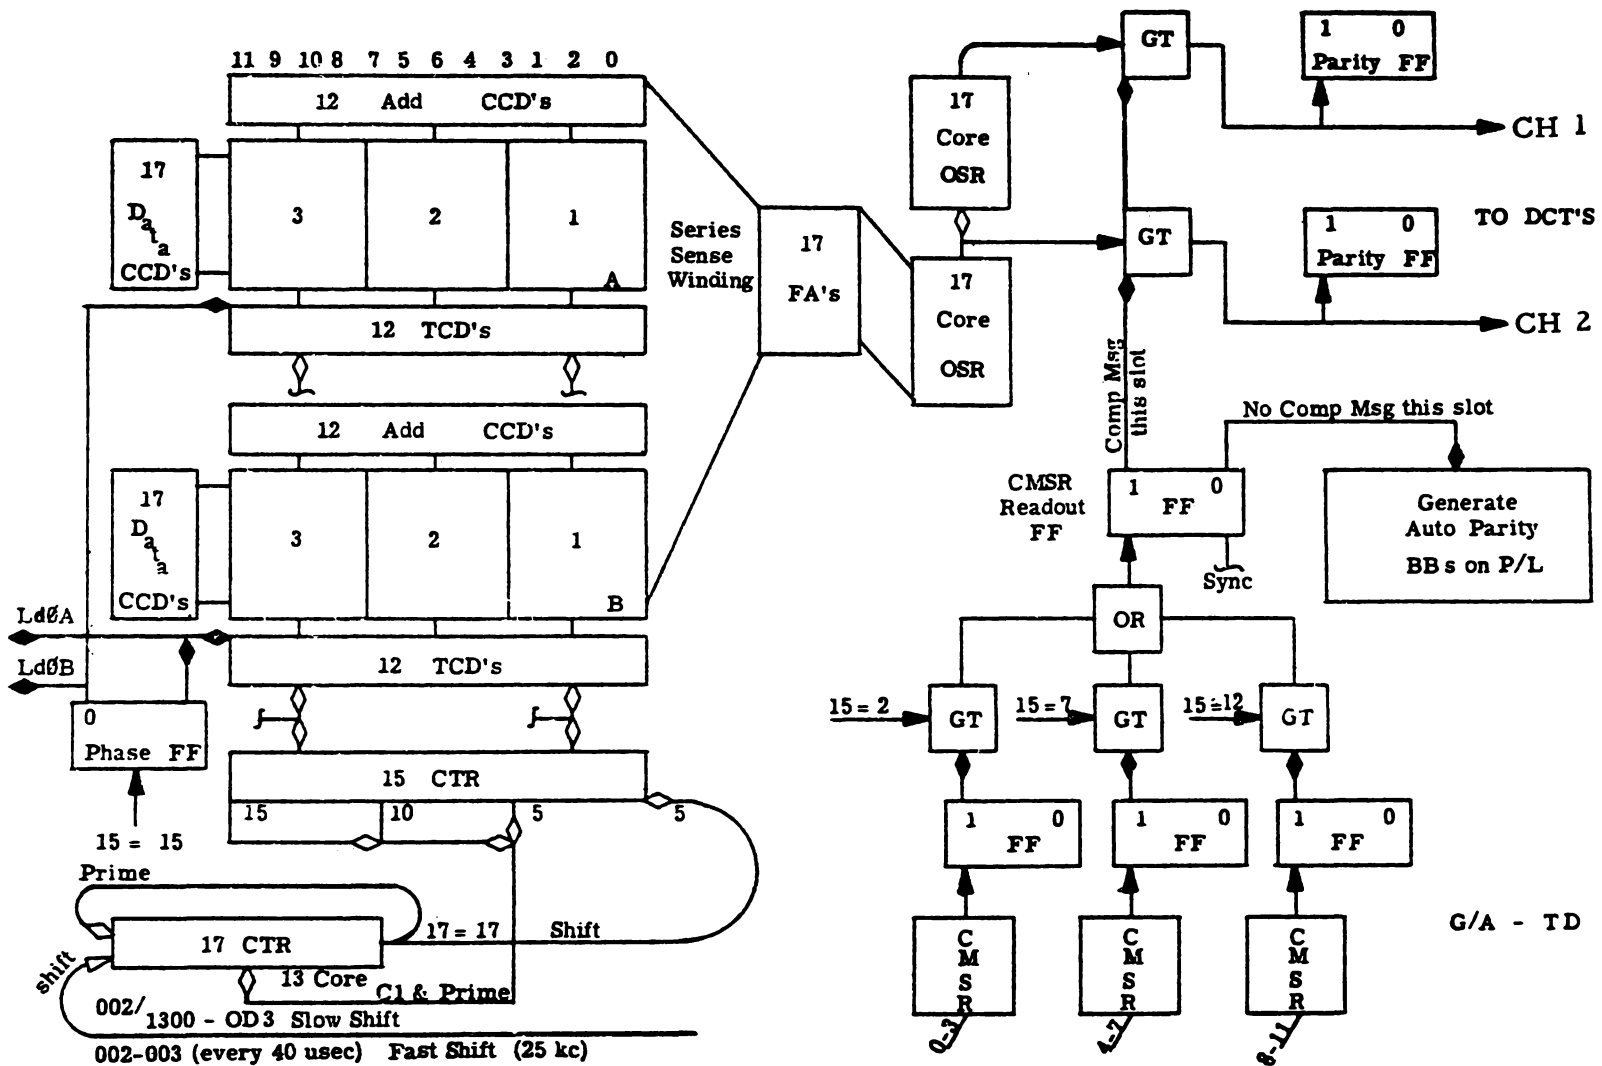 11 9 10 8 7 5 6 4 3 1 2 0
12 Add CCD's
17
Data
CCD's
3
2
1
A
12 TCD's
12 Add CCD's
17
Data
CCD's
3
2
1
B
LdØA
LdØB
12 TCD's
0
Phase FF
15 = 15
15 CTR
15
10
5
5
Prime
17 CTR
17 = 17
Shift
shift
13 Core
C1 & Prime
002/
1300 - OD3 Slow Shift
002-003 (every 40 usec) Fast Shift (25 kc)
Series
Sense
Winding
17
FA's
17
Core
OSR
17
Core
OSR
GT
GT
1 0
Parity FF
CH 1
TO DCT'S
1 0
Parity FF
CH 2
Comp Msg
this slot
No Comp Msg this slot
CMSR
Readout
FF
1 0
FF
Sync
Generate
Auto Parity
BBs on P/L
OR
15 = 2
GT
15 = 7
GT
15 = 12
GT
1 0
FF
1 0
FF
1 0
FF
CMSR
CMSR
CMSR
0-3
4-7
8-11
G/A - TD